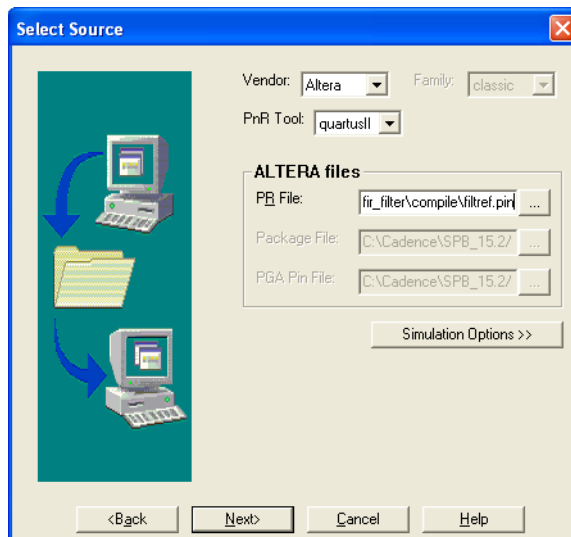 Select Source
Vendor: Altera Family: classic
PnR Tool: quartusII
ALTERA files
PR File: fir_filter\compile\filtref.pin ...
Package File: C:\Cadence\SPB_15.2/ ...
PGA Pin File: C:\Cadence\SPB_15.2/ ...
Simulation Options >>
<Back Next> Cancel Help